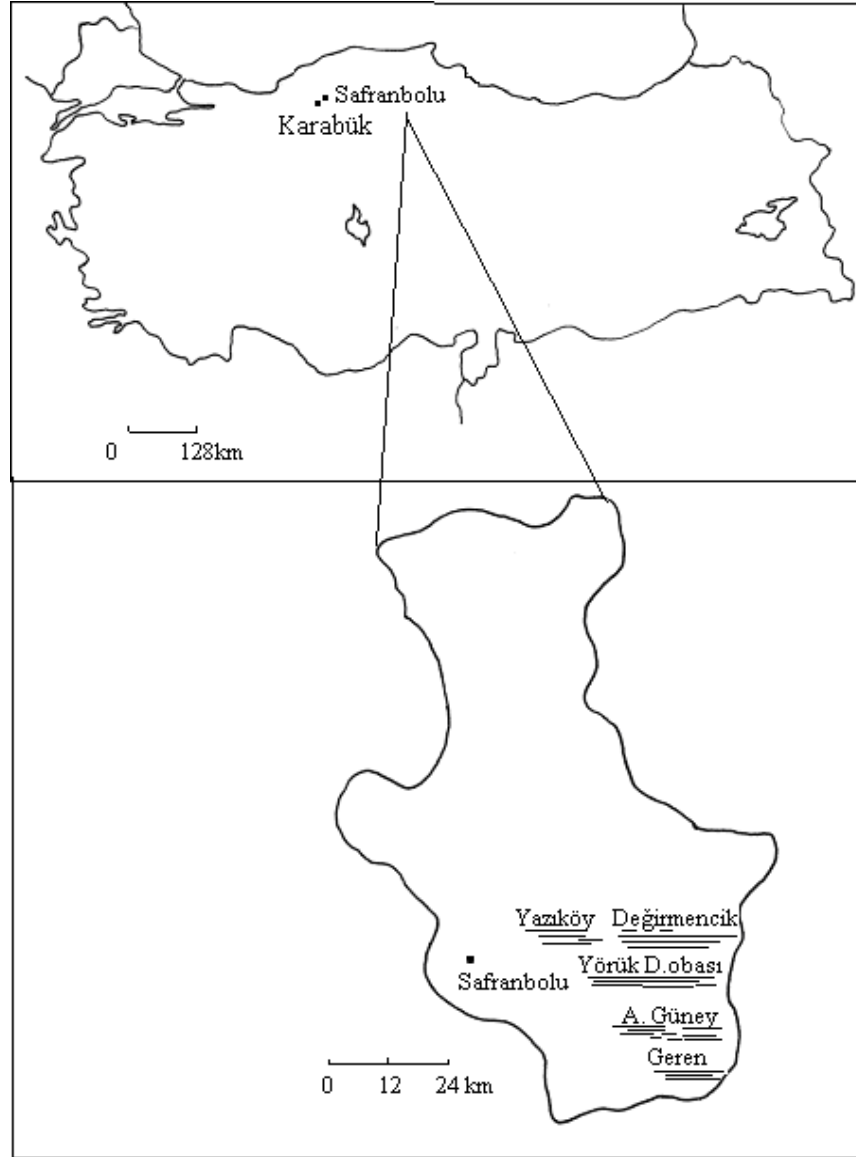 Safranbolu
Karabük
0 128km
Yazıköy Değirmencik
Yörük D.obası
Safranbolu
A. Güney
Geren
0 12 24 km